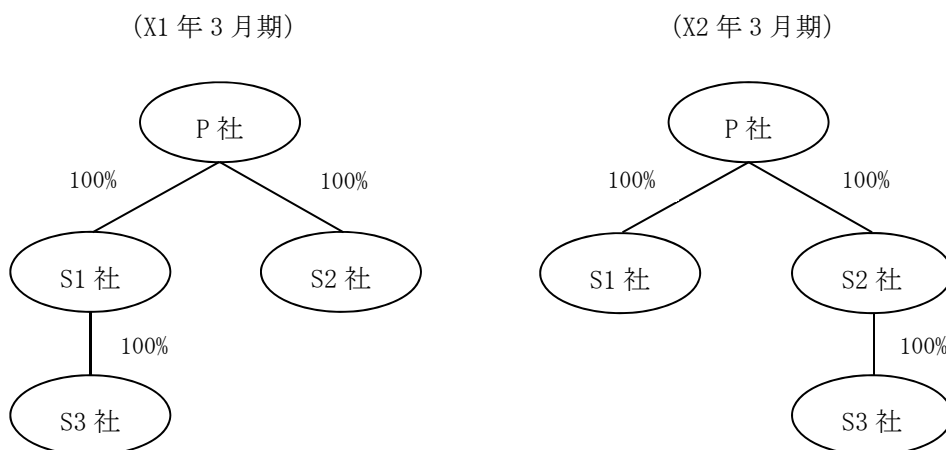 (X1 年 3 月期) (X2 年 3 月期)
P 社 P 社
100% 100% 100% 100%
S1 社 S2 社 S1 社 S2 社
100% 100%
S3 社 S3 社